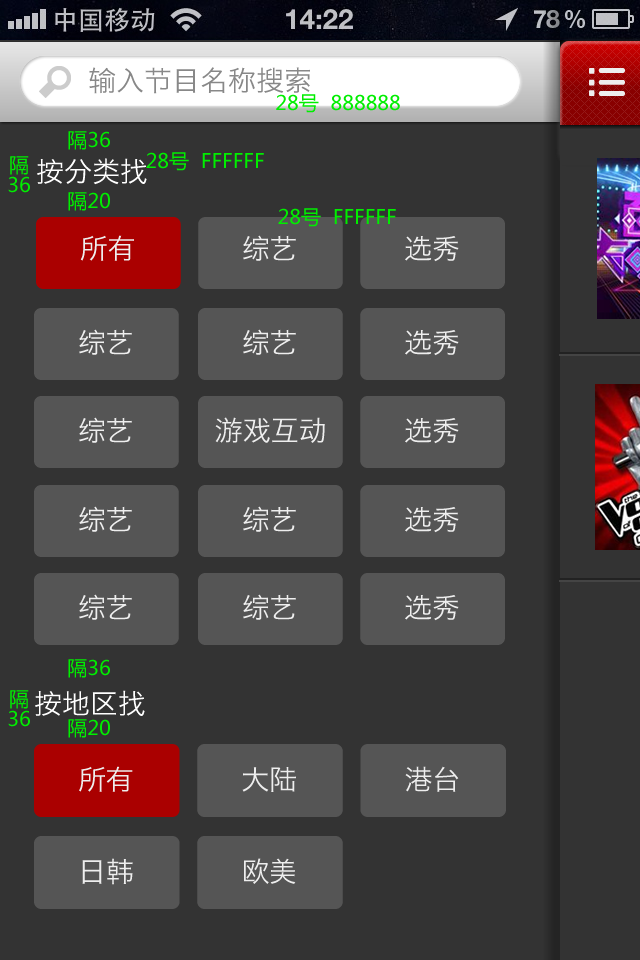 中国移动 14:22 78%
输入节目名称搜索
28号 888888
隔36
隔36
按分类找
28号 FFFFFF
隔20
28号 FFFFFF
所有 综艺 选秀
综艺 综艺 选秀
综艺 游戏互动 选秀
综艺 综艺 选秀
综艺 综艺 选秀
隔36
隔36
按地区找
隔20
所有 大陆 港台
日韩 欧美